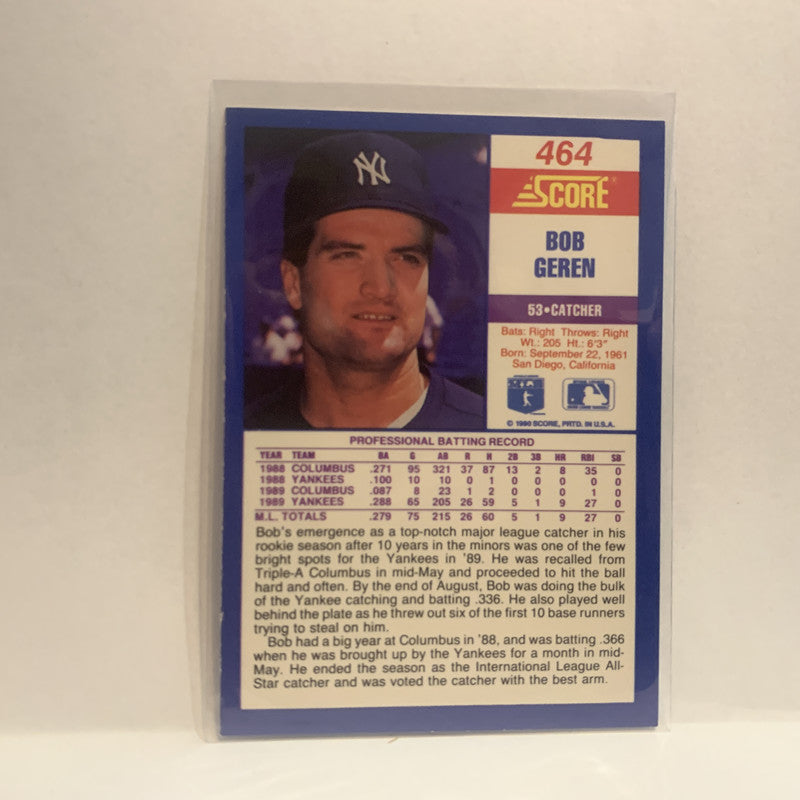 NY
464
SCORE
BOB
GEREN
53•CATCHER
Bats: Right Throws: Right
Wt.: 205 Ht.: 6'3"
Born: September 22, 1961
San Diego, California
© 1990 SCORE, PRTD. IN U.S.A.
PROFESSIONAL BATTING RECORD
YEAR TEAM BA G AB R H 2B 3B HR RBI SB
1988 COLUMBUS .271 95 321 37 87 13 2 8 35 0
1988 YANKEES .100 10 10 0 1 0 0 0 0 0
1989 COLUMBUS .087 8 23 1 2 0 0 0 1 0
1989 YANKEES .288 65 205 26 59 5 1 9 27 0
M.L. TOTALS .279 75 215 26 60 5 1 9 27 0
Bob's emergence as a top-notch major league catcher in his
rookie season after 10 years in the minors was one of the few
bright spots for the Yankees in '89. He was recalled from
Triple-A Columbus in mid-May and proceeded to hit the ball
hard and often. By the end of August, Bob was doing the bulk
of the Yankee catching and batting .336. He also played well
behind the plate as he threw out six of the first 10 base runners
trying to steal on him.
Bob had a big year at Columbus in '88, and was batting .366
when he was brought up by the Yankees for a month in mid-
May. He ended the season as the International League All-
Star catcher and was voted the catcher with the best arm.